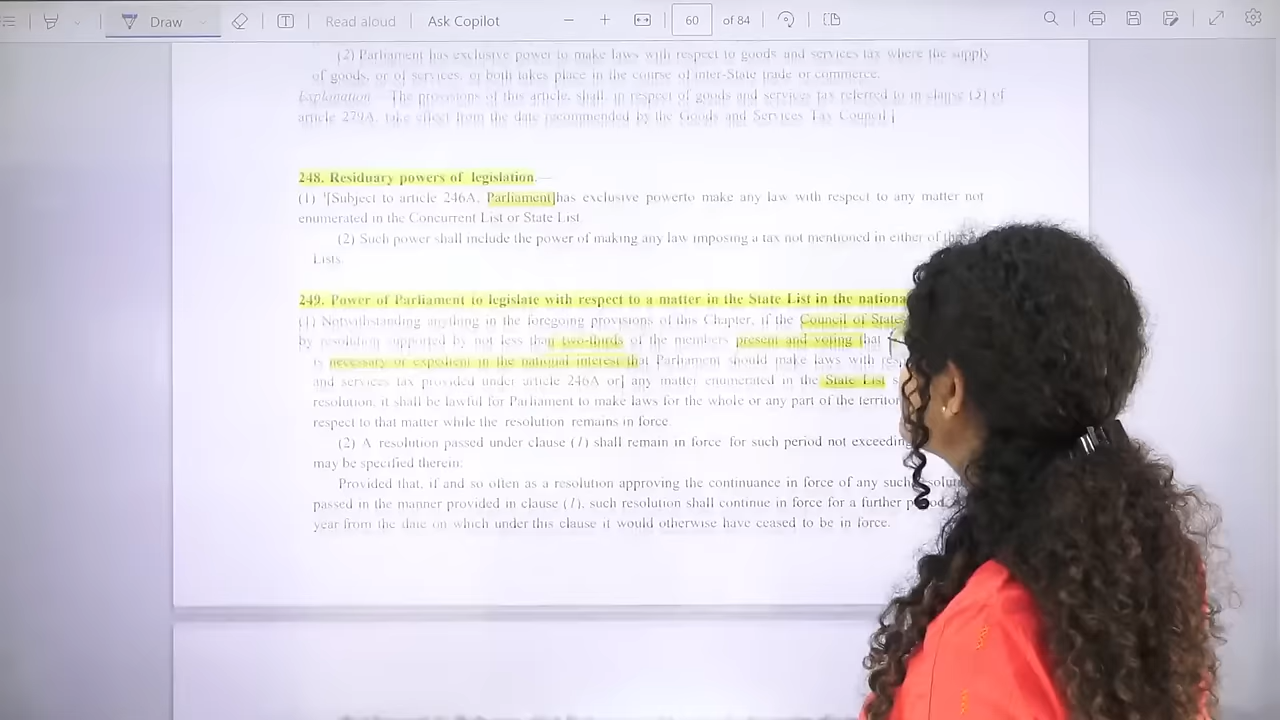 Draw
Read aloud
Ask Copilot
60
of 84
(2) Parliament has exclusive power to make laws with respect to goods and services tax where the supply
of goods, or of services, or both takes place in the course of inter-State trade or commerce.
Explanation The provisions of this article, shall, in respect of goods and services tax referred to in clause (5) of
article 279A, take effect from the date recommended by the Goods and Services Tax Council.]
248. Residuary powers of legislation.—
(1) ¹[Subject to article 246A, Parliament]has exclusive powerto make any law with respect to any matter not
enumerated in the Concurrent List or State List
(2) Such power shall include the power of making any law imposing a tax not mentioned in either of those
Lists.
249. Power of Parliament to legislate with respect to a matter in the State List in the nationa
(1) Notwithstanding anything in the foregoing provisions of this Chapter, if the Council of State
by resolution supported by not less than two-thirds of the members present and voting that
is necessary or expedient in the national interest that Parliament should make laws with res
and services tax provided under article 246A or] any matter enumerated in the State List s
resolution, it shall be lawful for Parliament to make laws for the whole or any part of the territor
respect to that matter while the resolution remains in force.
(2) A resolution passed under clause (1) shall remain in force for such period not exceeding
may be specified therein:
Provided that, if and so often as a resolution approving the continuance in force of any such solu
passed in the manner provided in clause (1), such resolution shall continue in force for a further
year from the date on which under this clause it would otherwise have ceased to be in force.